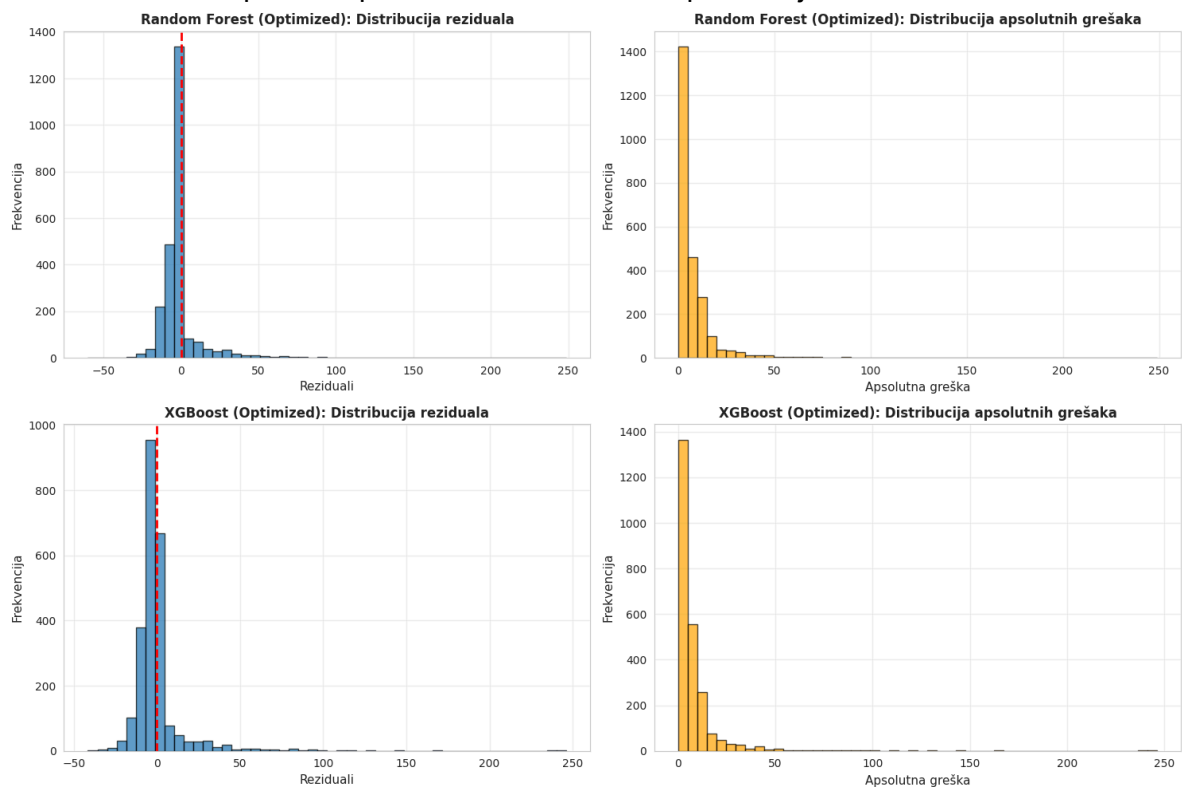 Random Forest (Optimized): Distribucija reziduala
1400
1200
1000
800
600
400
200
0
−50 0 50 100 150 200 250
Frekvencija
Reziduali
Random Forest (Optimized): Distribucija apsolutnih grešaka
1400
1200
1000
800
600
400
200
0
0 50 100 150 200 250
Frekvencija
Apsolutna greška
XGBoost (Optimized): Distribucija reziduala
1000
800
600
400
200
0
−50 0 50 100 150 200 250
Frekvencija
Reziduali
XGBoost (Optimized): Distribucija apsolutnih grešaka
1400
1200
1000
800
600
400
200
0
0 50 100 150 200 250
Frekvencija
Apsolutna greška